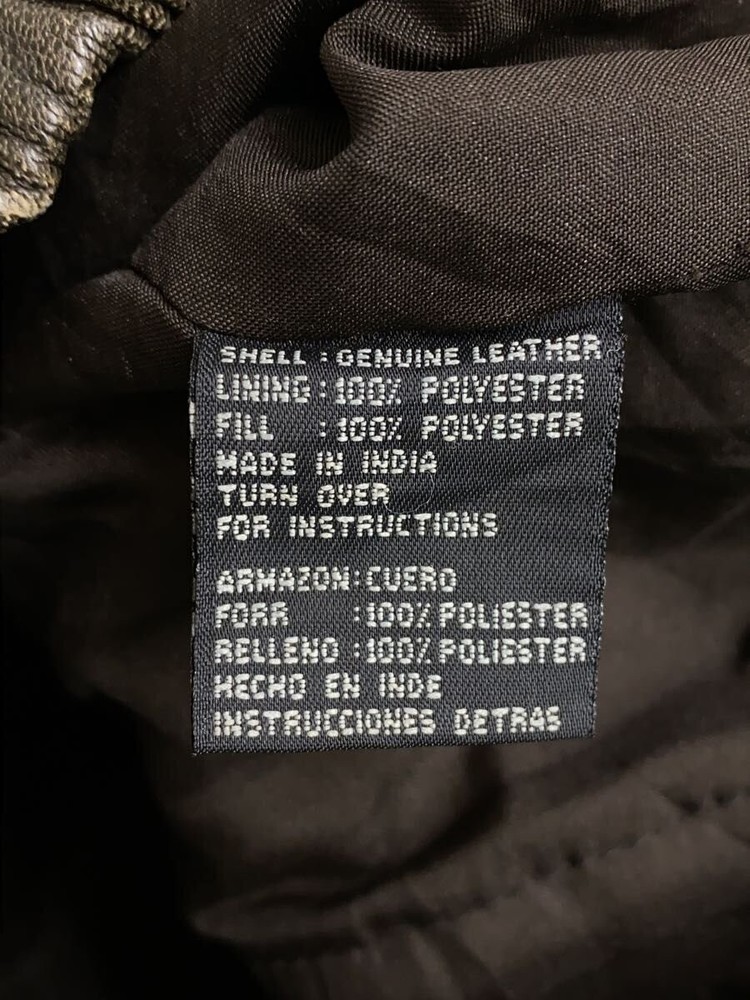 SHELL : GENUINE LEATHER
LINING : 100% POLYESTER
FILL : 100% POLYESTER
MADE IN INDIA
TURN OVER
FOR INSTRUCTIONS
ARMAZON : CUERO
FORR : 100% POLIESTER
RELLENO : 100% POLIESTER
HECHO EN INDE
INSTRUCCIONES DETRAS